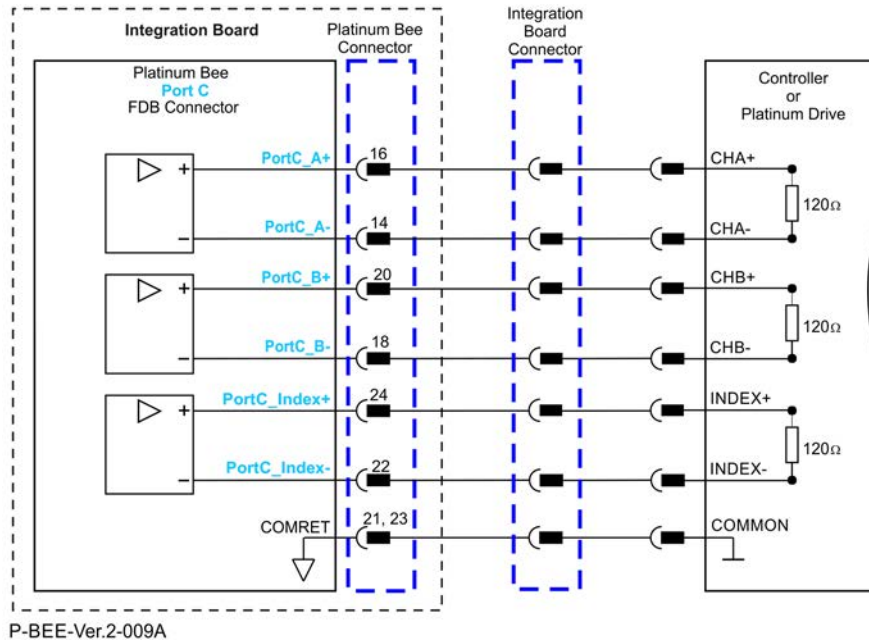 Integration Board
Platinum Bee
Connector
Integration
Board
Connector
Platinum Bee
Port C
FDB Connector
Controller
or
Platinum Drive
PortC_A+
16
CHA+
+
120Ω
PortC_A-
14
CHA-
−
PortC_B+
20
CHB+
+
120Ω
PortC_B-
18
CHB-
−
PortC_Index+
24
INDEX+
+
120Ω
PortC_Index-
22
INDEX-
−
COMRET
21, 23
COMMON
P-BEE-Ver.2-009A